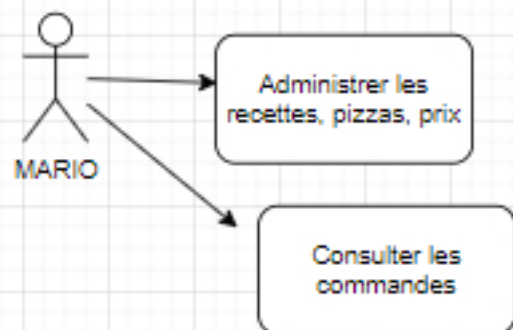 Administrer les
recettes, pizzas, prix
MARIO
Consulter les
commandes